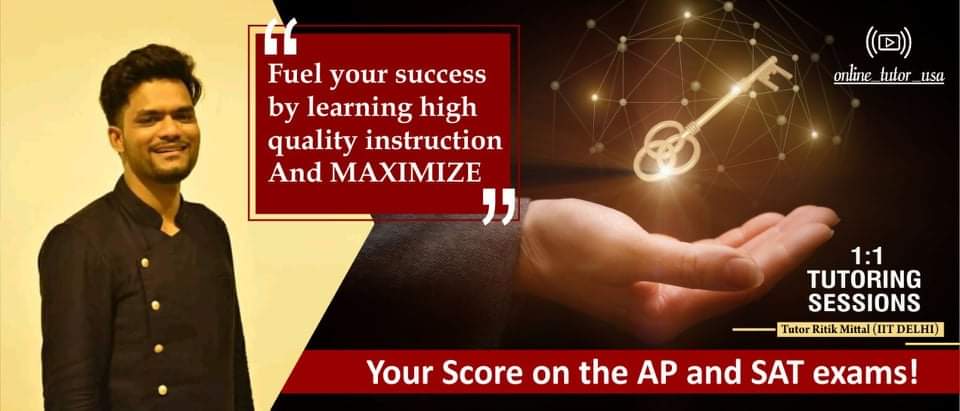 “
Fuel your success
by learning high
quality instruction
And MAXIMIZE
”
online_tutor_usa
1:1
TUTORING
SESSIONS
Tutor Ritik Mittal (IIT DELHI)
Your Score on the AP and SAT exams!